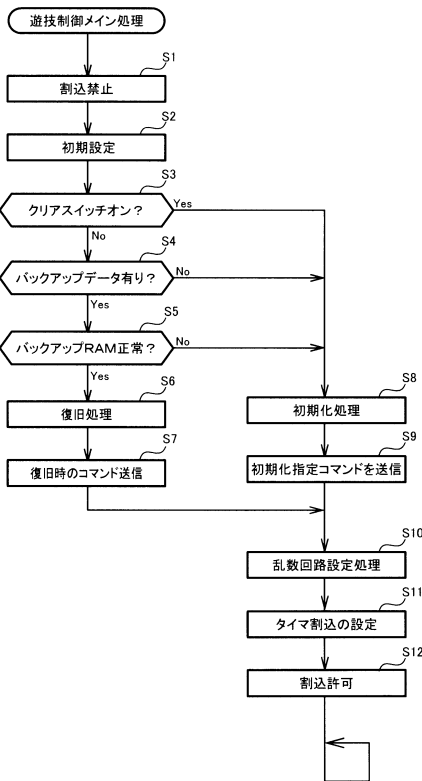 遊技制御メイン処理
S1
割込禁止
S2
初期設定
S3
クリアスイッチオン？
Yes
No
S4
バックアップデータ有り？
No
Yes
S5
バックアップRAM正常？
No
Yes
S6
復旧処理
S7
復旧時のコマンド送信
S8
初期化処理
S9
初期化指定コマンドを送信
S10
乱数回路設定処理
S11
タイマ割込の設定
S12
割込許可